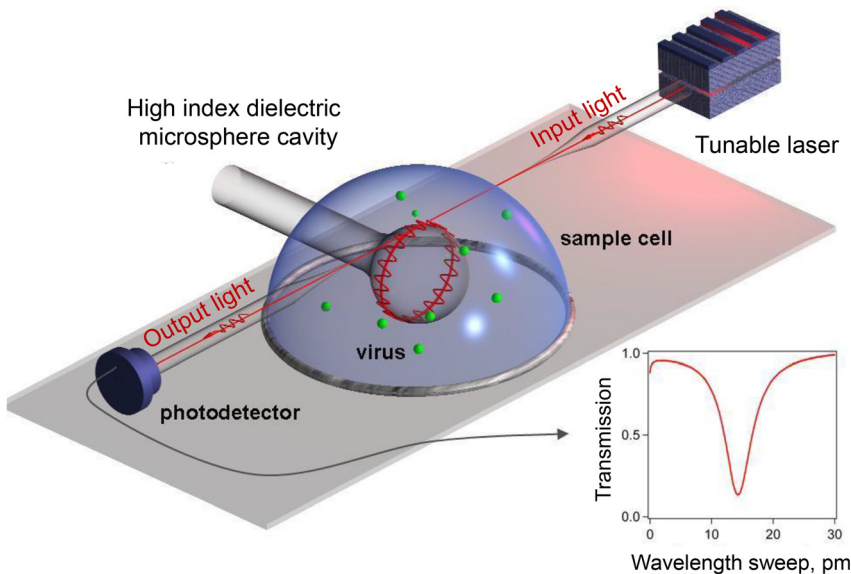 High index dielectric
microsphere cavity
Input light
Tunable laser
sample cell
Output light
virus
photodetector
Transmission
1.0
0.5
0.0
0
10
20
30
Wavelength sweep, pm